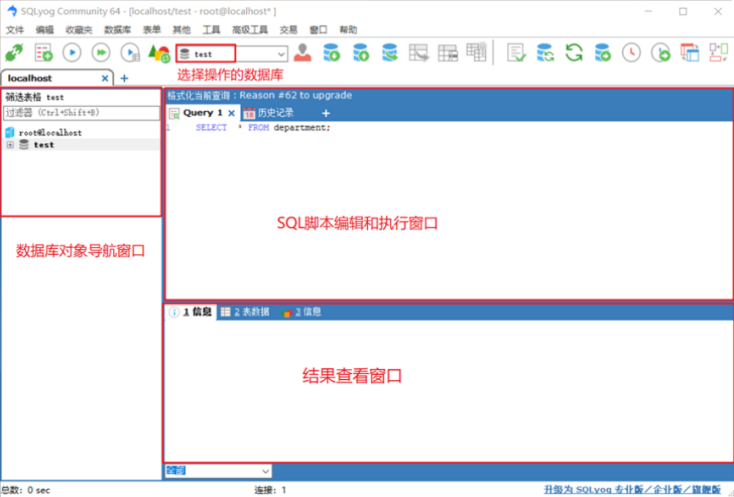 SQLyog Community 64 - [localhost/test - root@localhost* ]
文件 编辑 收藏夹 数据库 表单 其他 工具 高级工具 交易 窗口 帮助
test
选择操作的数据库
localhost
筛选表格 test
过滤器 (Ctrl+Shift+B)
root@localhost
test
数据库对象导航窗口
格式化当前查询:Reason #62 to upgrade
Query 1 历史记录
1 SELECT * FROM department;
SQL脚本编辑和执行窗口
1 信息 2 表数据 3 信息
结果查看窗口
全部
总数: 0 sec 连接: 1 升级为 SQLyog 专业版/企业版/旗舰版